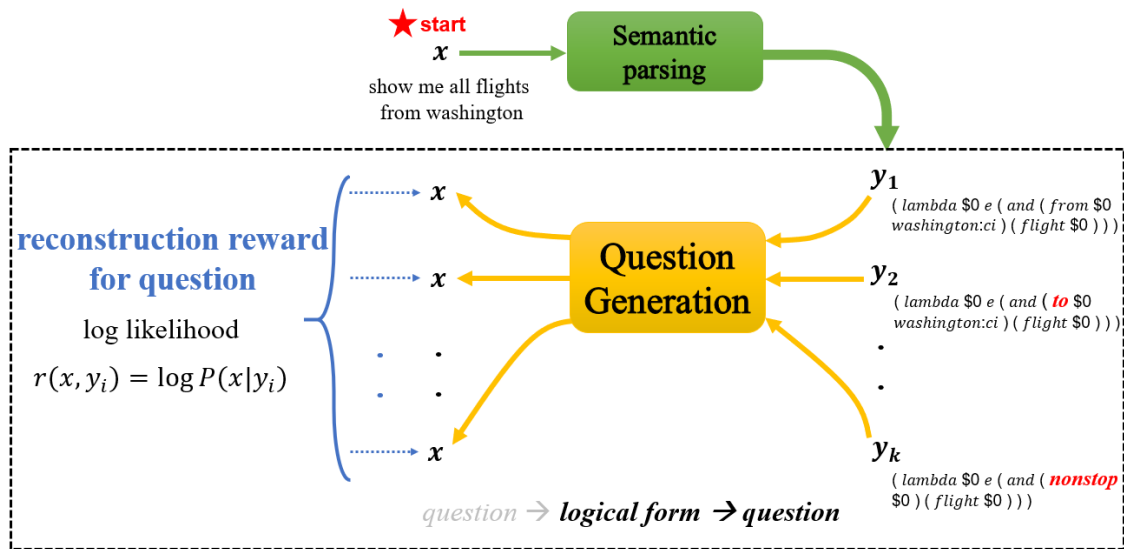 ★ start
x
show me all flights
from washington
Semantic
parsing
reconstruction reward
for question
log likelihood
r(x, yᵢ) = log P(x|yᵢ)
x
x
. .
. .
x
Question
Generation
y₁
( lambda $0 e ( and ( from $0
washington:ci ) ( flight $0 ) ) )
y₂
( lambda $0 e ( and ( to $0
washington:ci ) ( flight $0 ) ) )
.
.
yₖ
( lambda $0 e ( and ( nonstop
$0 ) ( flight $0 ) ) )
question → logical form → question